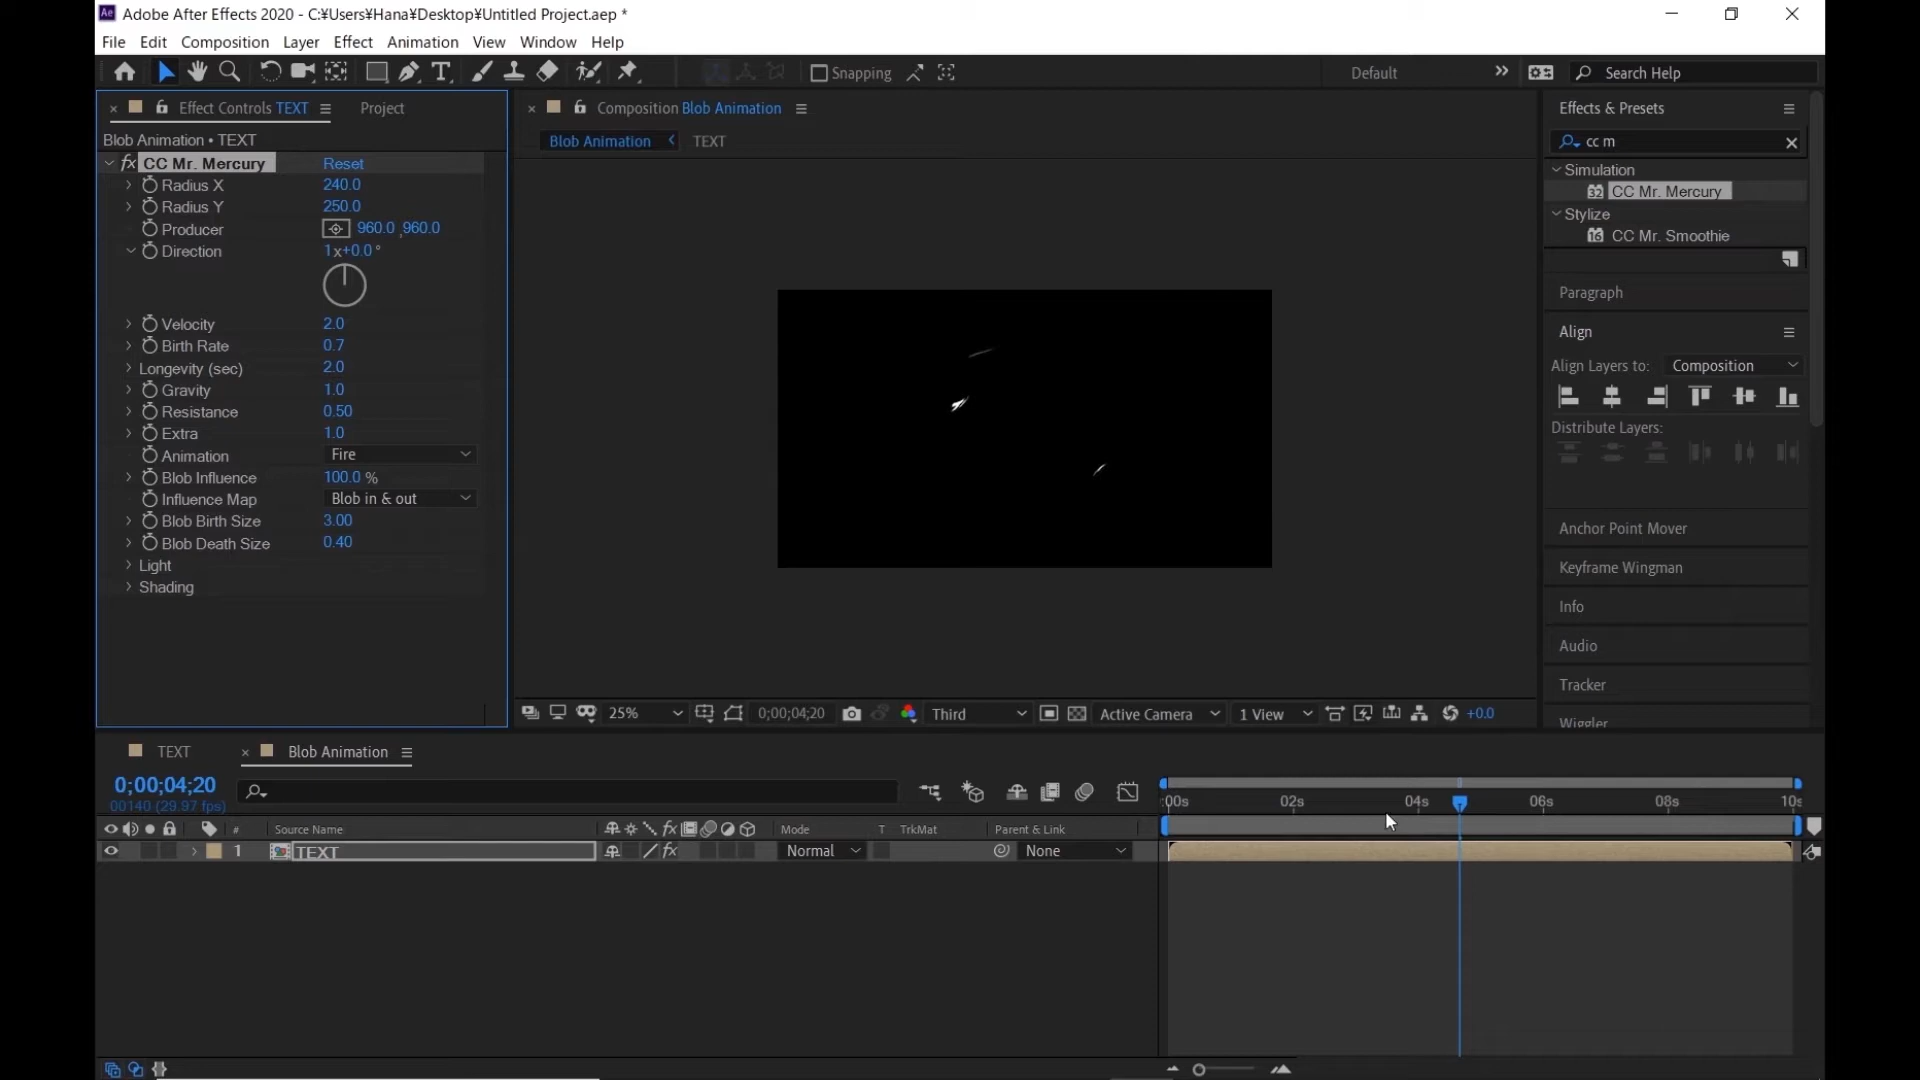 Adobe After Effects 2020 - C:¥Users¥Hana¥Desktop¥Untitled Project.aep *
File Edit Composition Layer Effect Animation View Window Help
Snapping Default Search Help
Effect Controls TEXT Project
Blob Animation • TEXT
fx CC Mr. Mercury Reset
Radius X 240.0
Radius Y 250.0
Producer 960.0 ,960.0
Direction 1x+0.0 °
Velocity 2.0
Birth Rate 0.7
Longevity (sec) 2.0
Gravity 1.0
Resistance 0.50
Extra 1.0
Animation Fire
Blob Influence 100.0 %
Influence Map Blob in & out
Blob Birth Size 3.00
Blob Death Size 0.40
Light
Shading
Composition Blob Animation
Blob Animation TEXT
25% 0;00;04;20 Third Active Camera 1 View +0.0
Effects & Presets
cc m
Simulation
32 CC Mr. Mercury
Stylize
16 CC Mr. Smoothie
Paragraph
Align
Align Layers to: Composition
Distribute Layers:
Anchor Point Mover
Keyframe Wingman
Info
Audio
Tracker
Wiggler
TEXT Blob Animation
0;00;04;20
00140 (29.97 fps)
:00s 02s 04s 06s 08s 10s
# Source Name fx Mode T TrkMat Parent & Link
1 TEXT fx Normal None